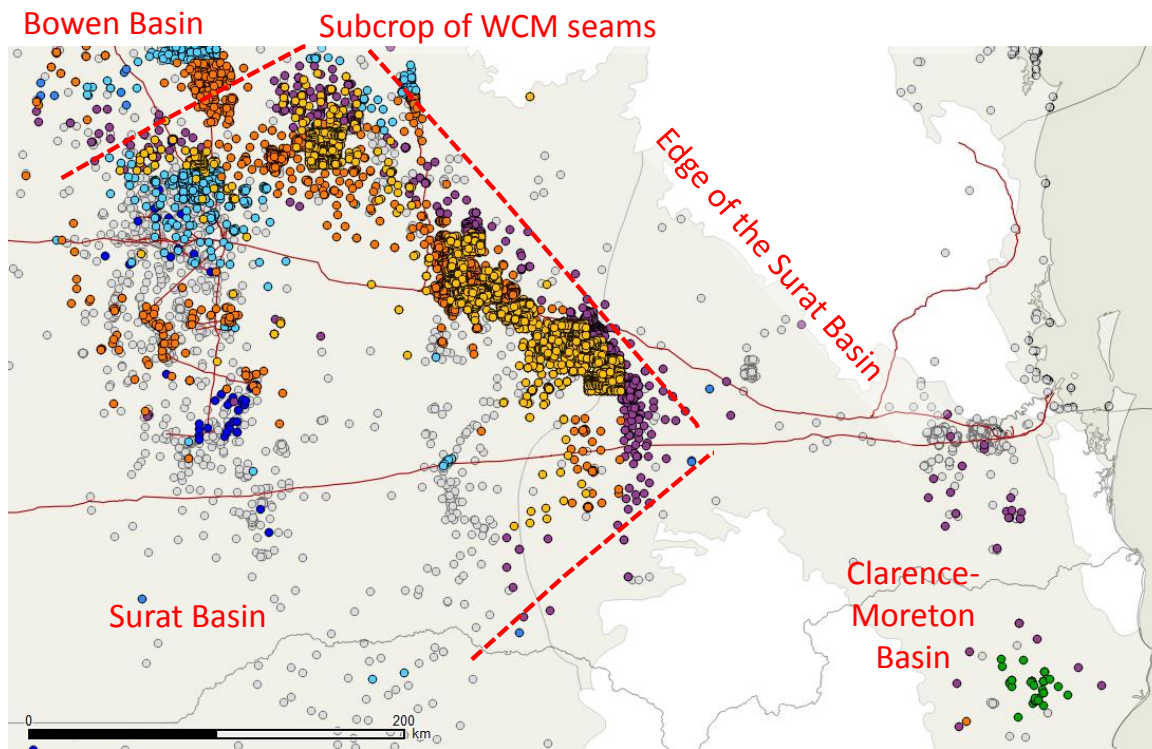 Bowen Basin
Subcrop of WCM seams
Edge of the Surat Basin
Surat Basin
Clarence-
Moreton
Basin
0
200
km